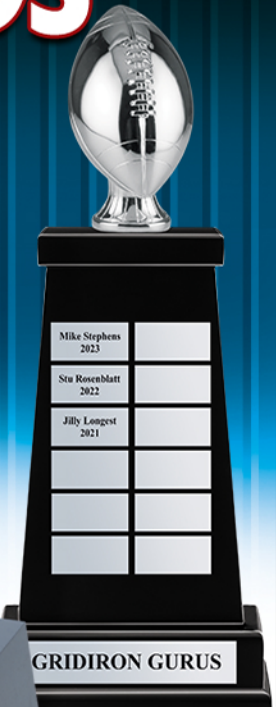 Mike Stephens
2023
Stu Rosenblatt
2022
Jilly Longest
2021
GRIDIRON GURUS